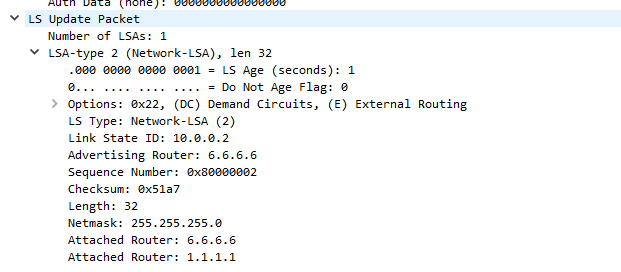 Auth Data (none): 0000000000000000
LS Update Packet
Number of LSAs: 1
LSA-type 2 (Network-LSA), len 32
.000 0000 0000 0001 = LS Age (seconds): 1
0... .... .... .... = Do Not Age Flag: 0
Options: 0x22, (DC) Demand Circuits, (E) External Routing
LS Type: Network-LSA (2)
Link State ID: 10.0.0.2
Advertising Router: 6.6.6.6
Sequence Number: 0x80000002
Checksum: 0x51a7
Length: 32
Netmask: 255.255.255.0
Attached Router: 6.6.6.6
Attached Router: 1.1.1.1